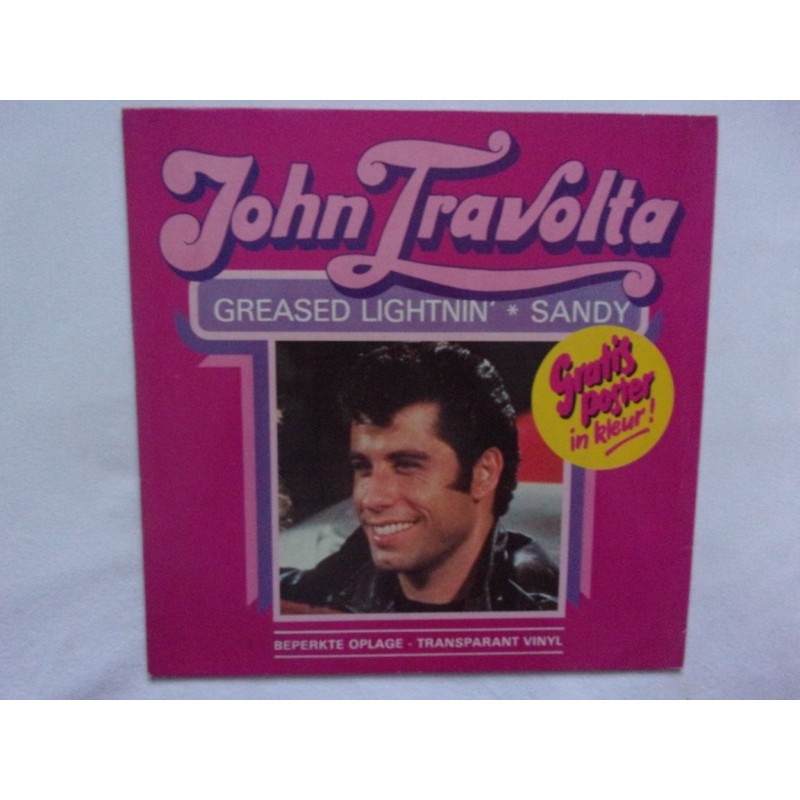 John Travolta
GREASED LIGHTNIN' * SANDY
Gratis
poster
in kleur!
BEPERKTE OPLAGE - TRANSPARANT VINYL